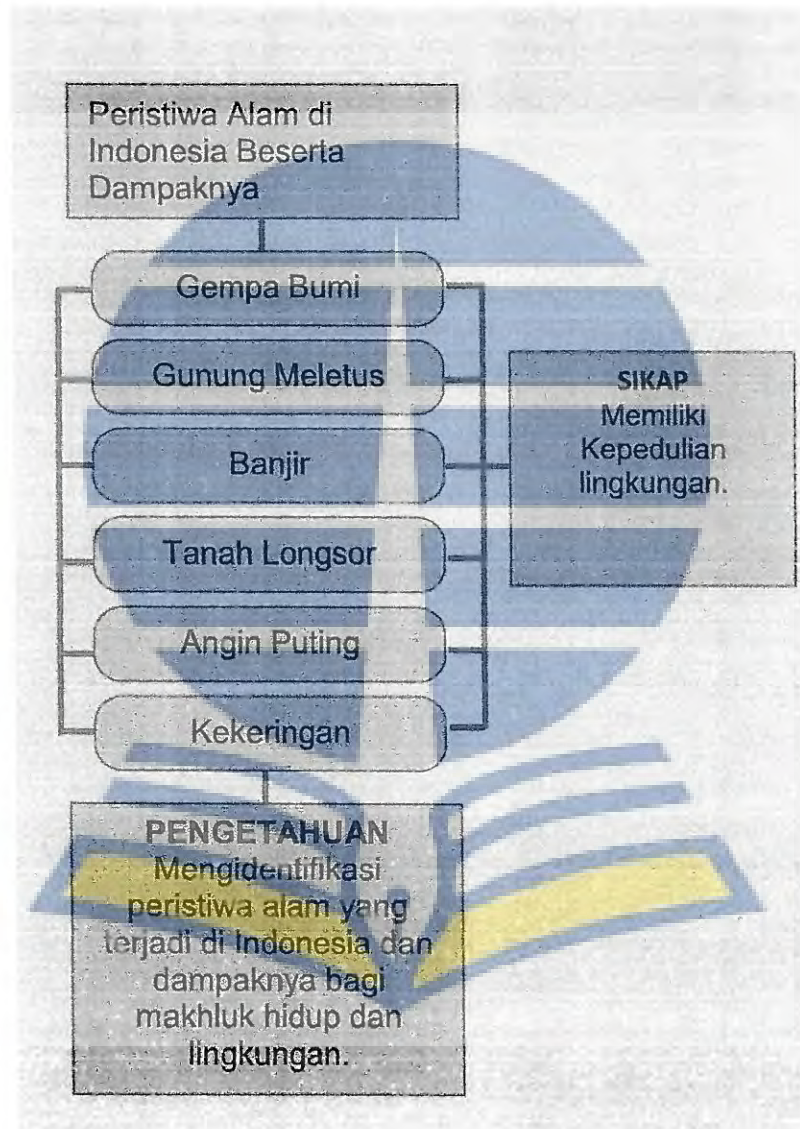 Peristiwa Alam di
Indonesia Beserta
Dampaknya
Gempa Bumi
Gunung Meletus
Banjir
Tanah Longsor
Angin Puting
Kekeringan
SIKAP
Memiliki
Kepedulian
lingkungan.
PENGETAHUAN
Mengidentifikasi
peristiwa alam yang
terjadi di Indonesia dan
dampaknya bagi
makhluk hidup dan
lingkungan.